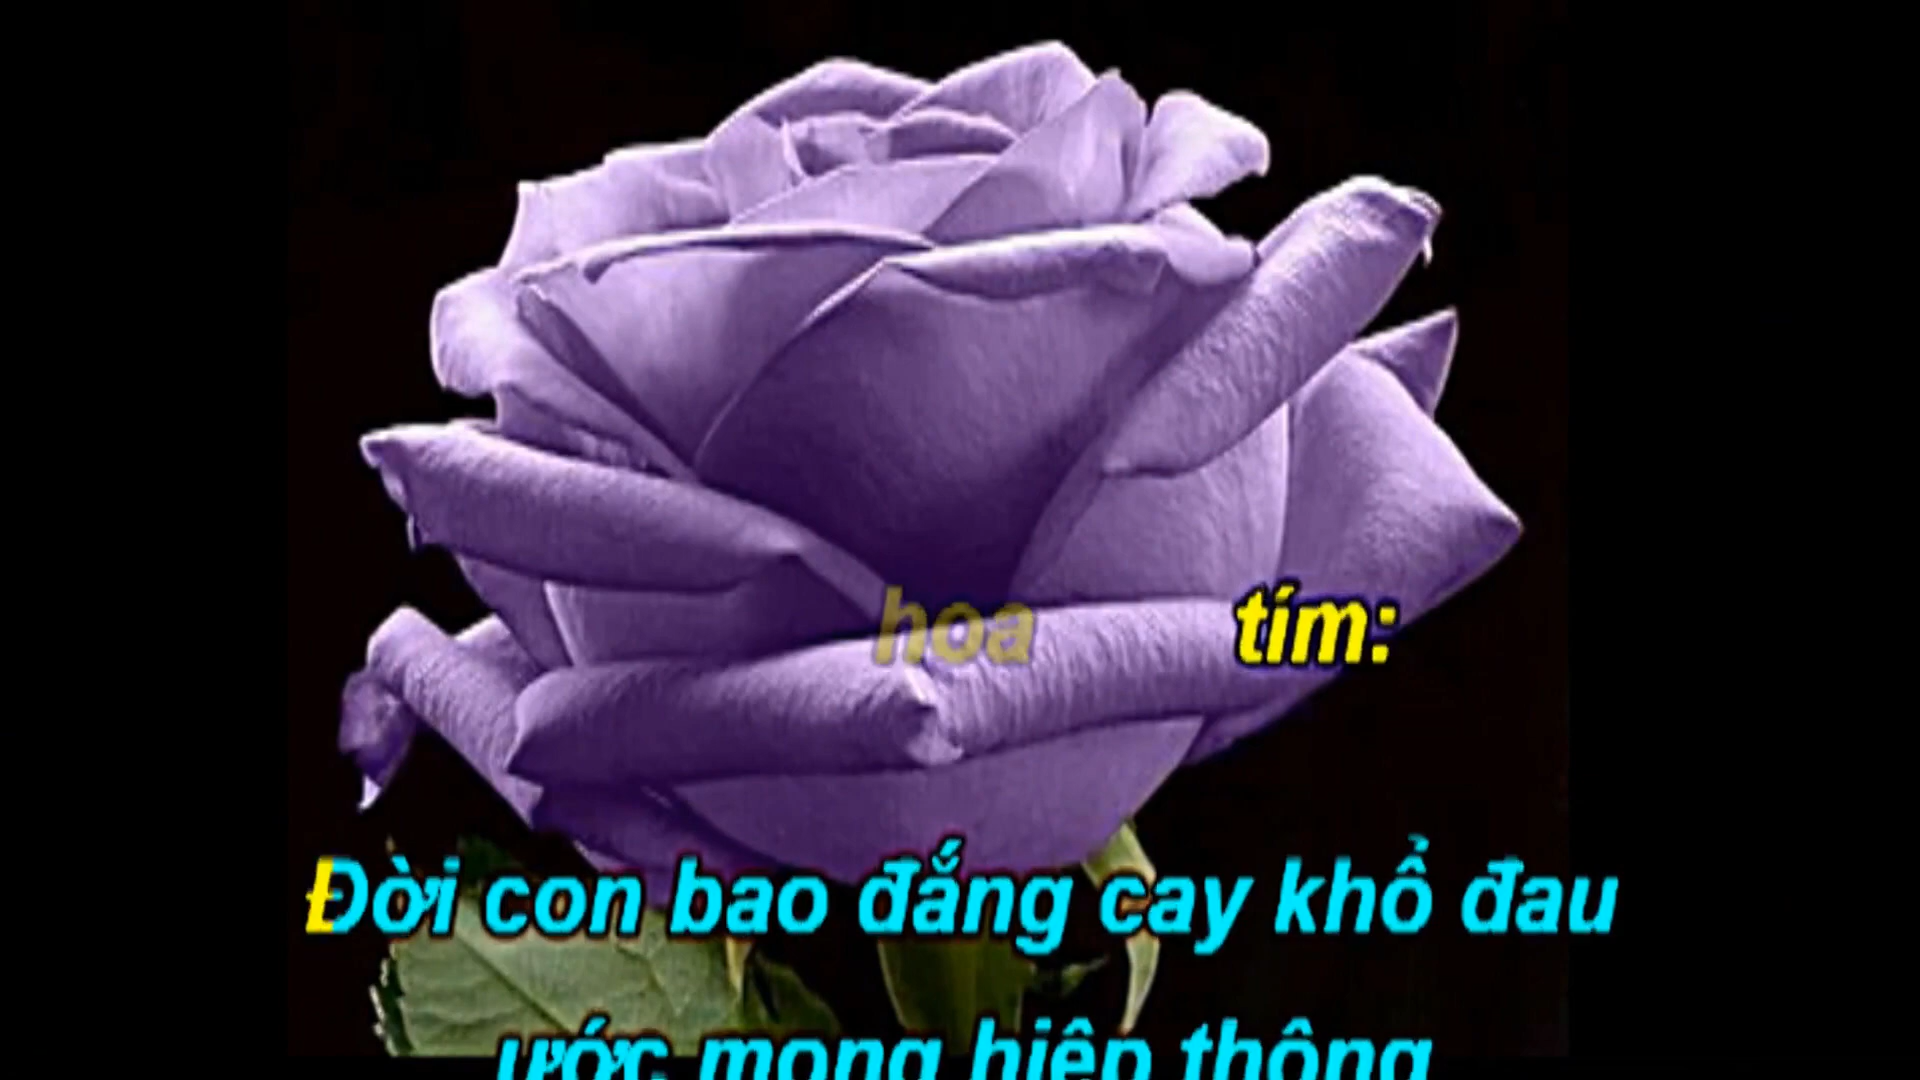 hoa tím:
Đời con bao đắng cay khổ đau
ước mong hiệp thông